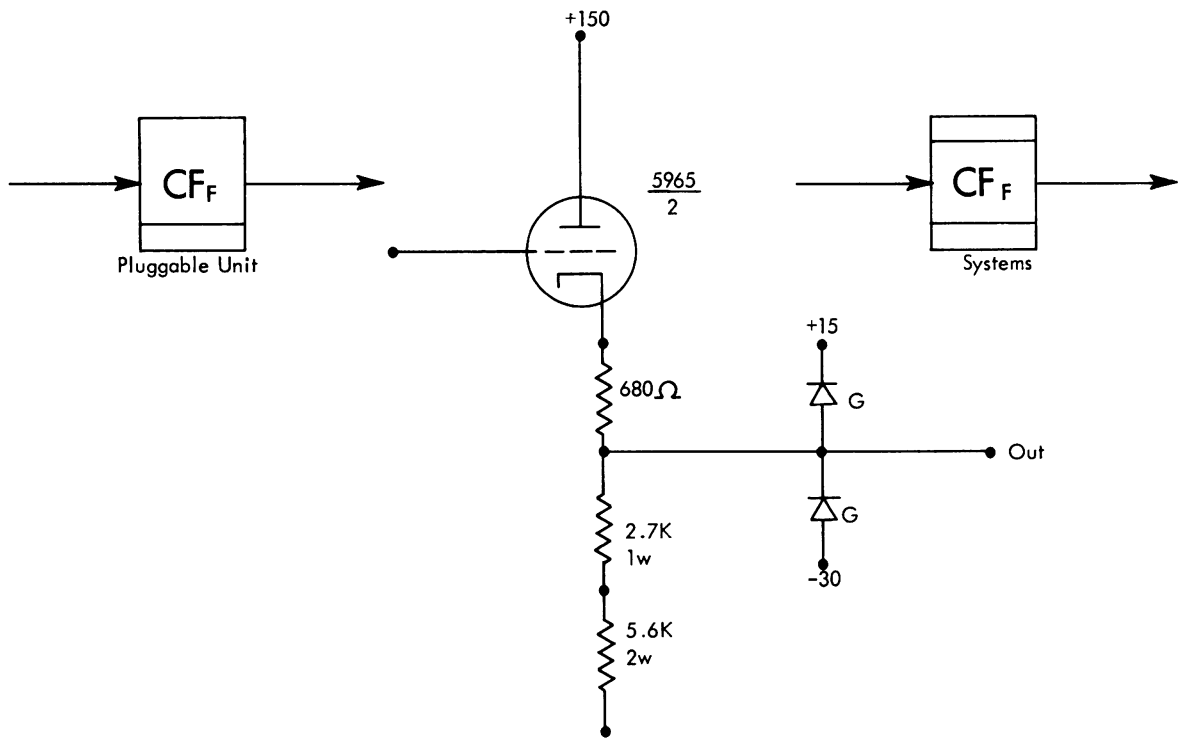 +150
CF_F
Pluggable Unit
5965
2
CF_F
Systems
680Ω
+15
G
Out
G
-30
2.7K
1w
5.6K
2w